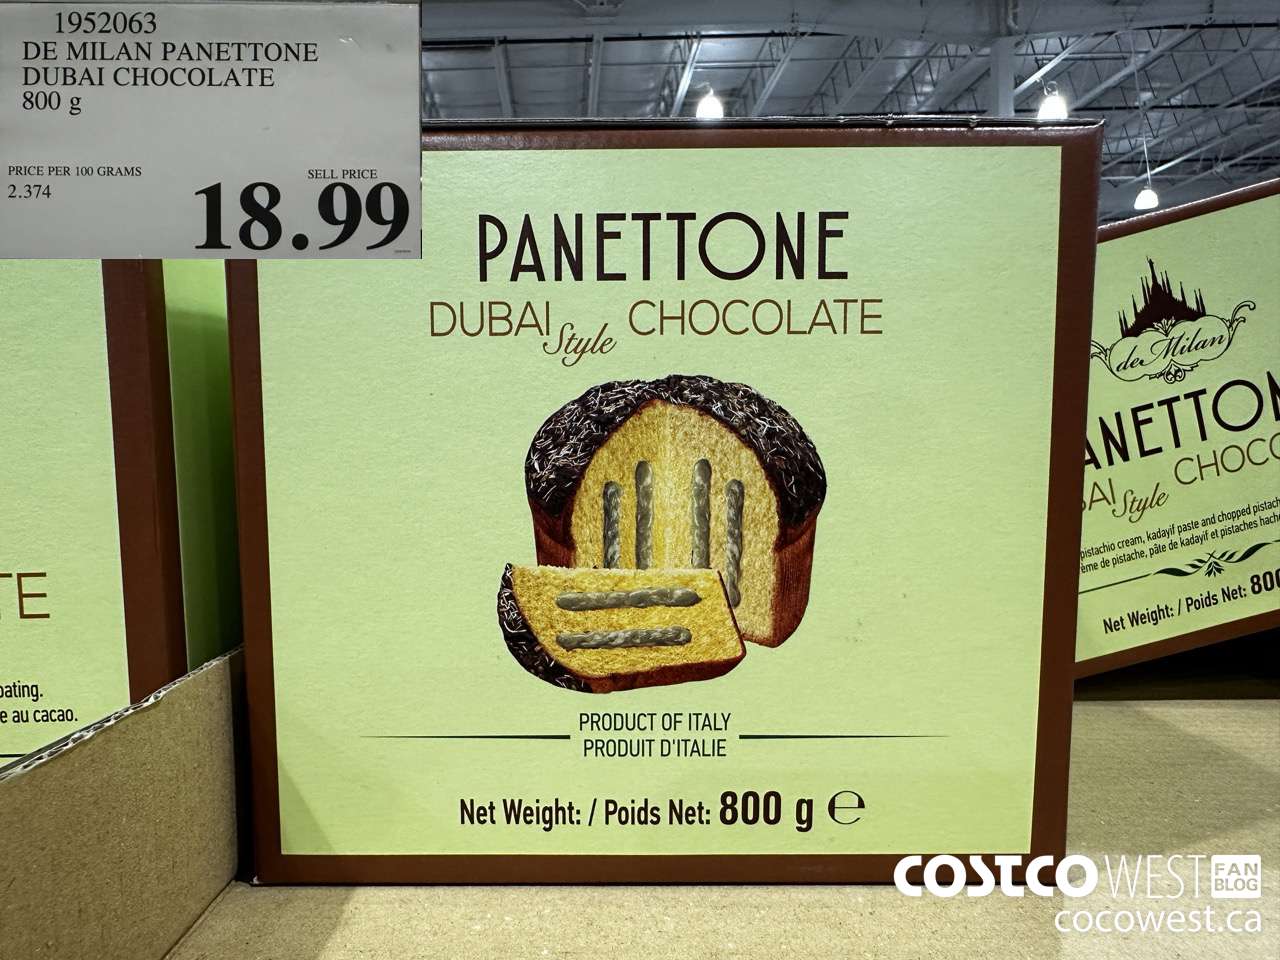 1952063
DE MILAN PANETTONE
DUBAI CHOCOLATE
800 g
PRICE PER 100 GRAMS
2.374
SELL PRICE
18.99
PANETTONE
DUBAI Style CHOCOLATE
PRODUCT OF ITALY
PRODUIT D'ITALIE
Net Weight: / Poids Net: 800 g ℮
de Milan
ANETTON
BAI Style CHOCO
pistachio cream, kadayif paste and chopped pistach
ème de pistache, pâte de kadayif et pistaches hach
Net Weight: / Poids Net: 800
TE
oating.
e au cacao.
COSTCO WEST FAN BLOG
cocowest.ca